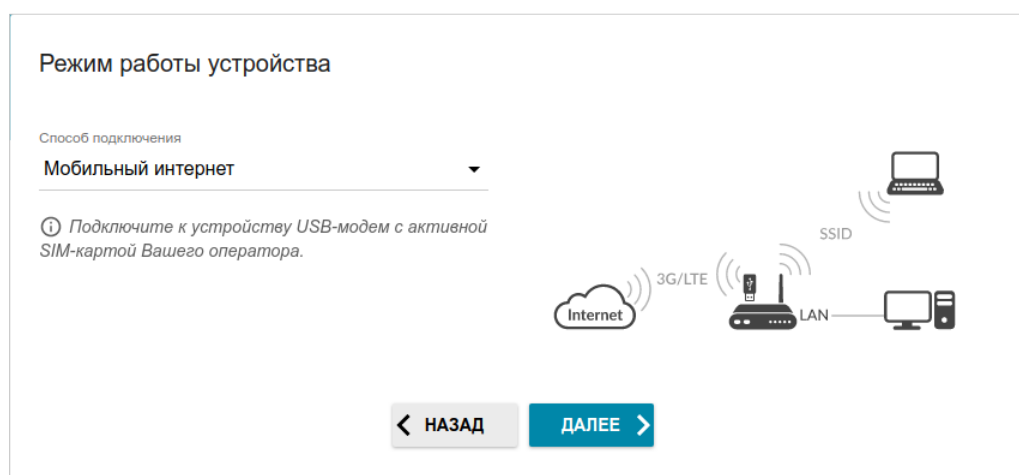 Режим работы устройства
Способ подключения
Мобильный интернет
Подключите к устройству USB-модем с активной
SIM-картой Вашего оператора.
SSID
3G/LTE
Internet
LAN
НАЗАД
ДАЛЕЕ